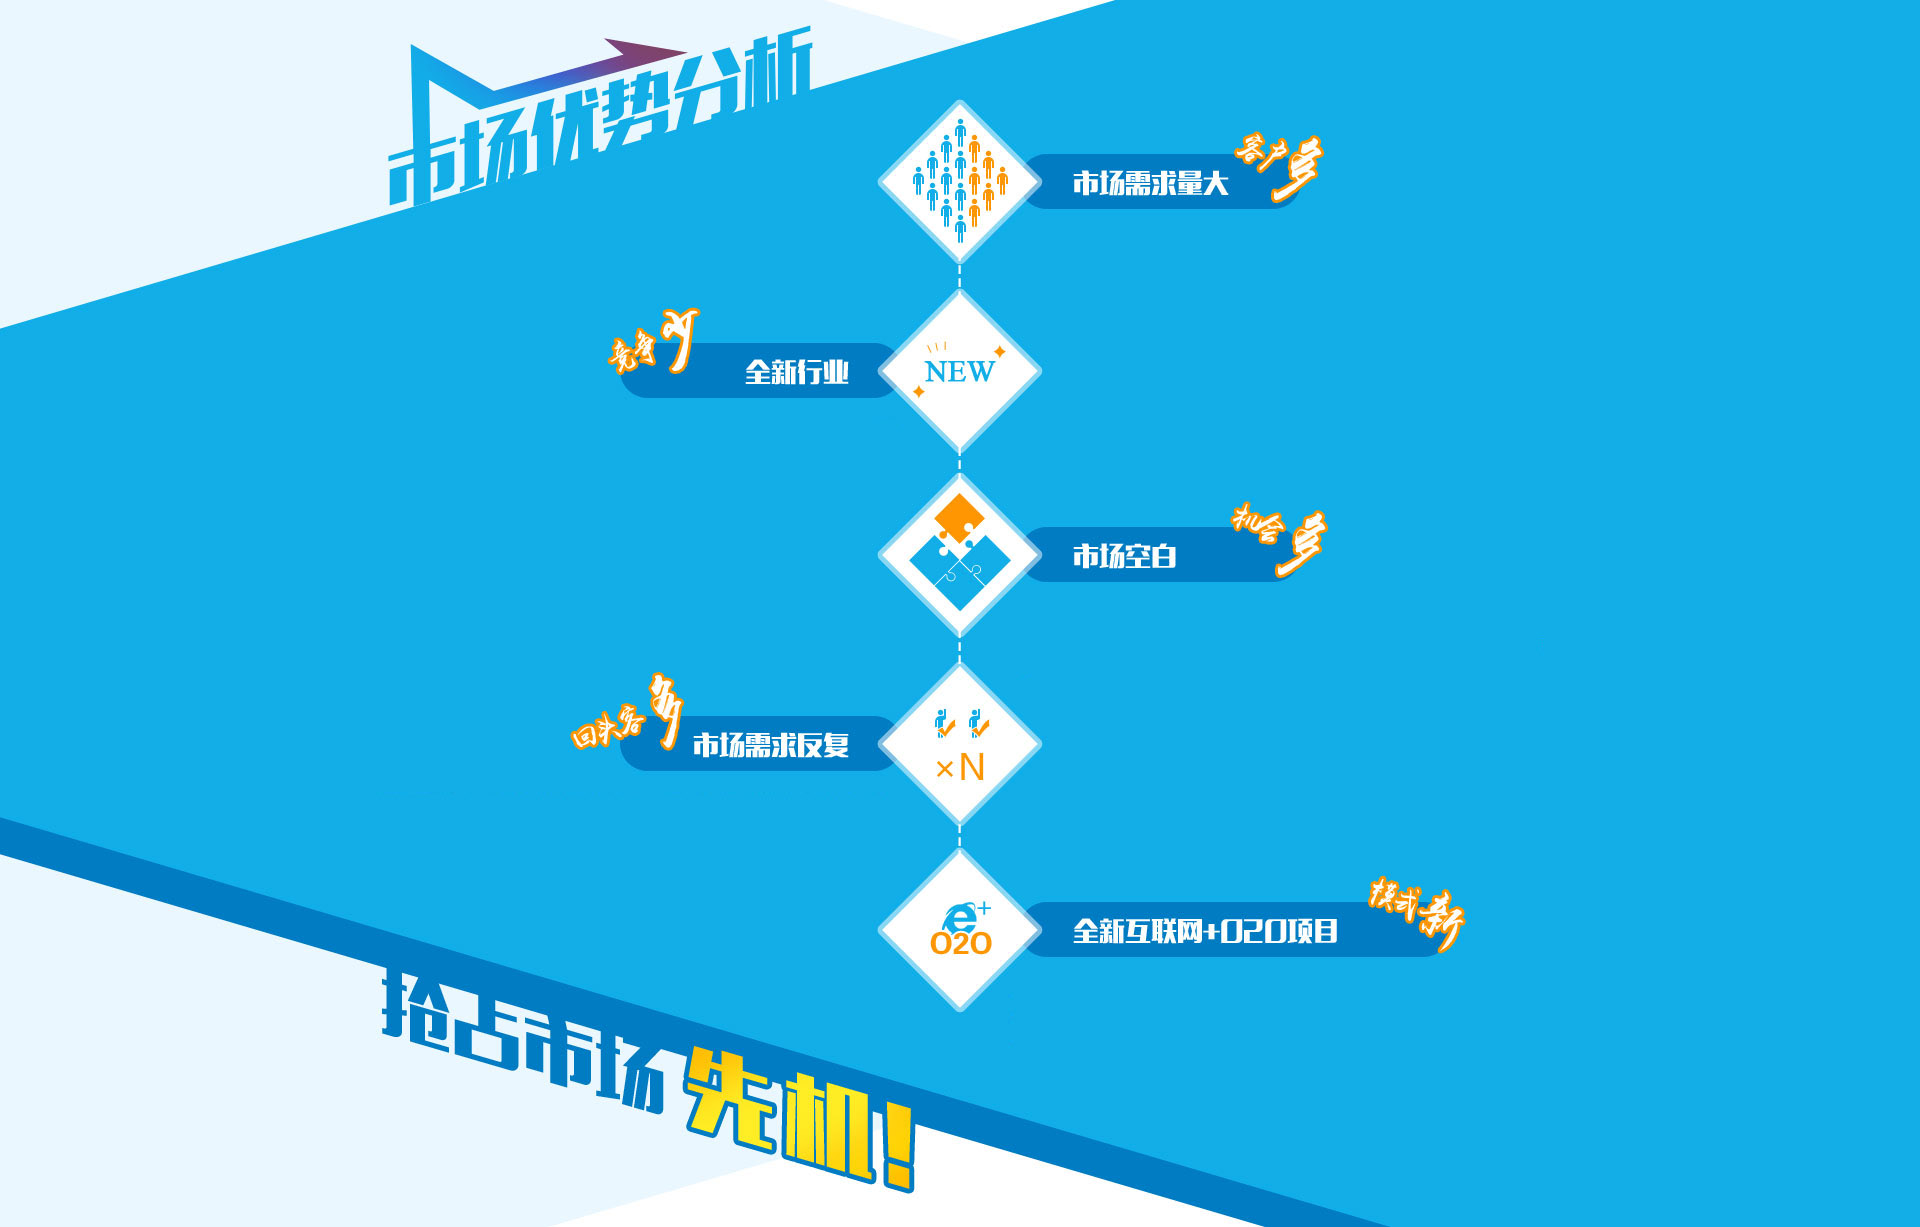 市场优势分析
市场需求量大
客户多
竞争少
全新行业
NEW
市场空白
机会多
回头客多
市场需求反复
×N
e+
O2O
全新互联网+O2O项目
模式新
抢占市场先机!